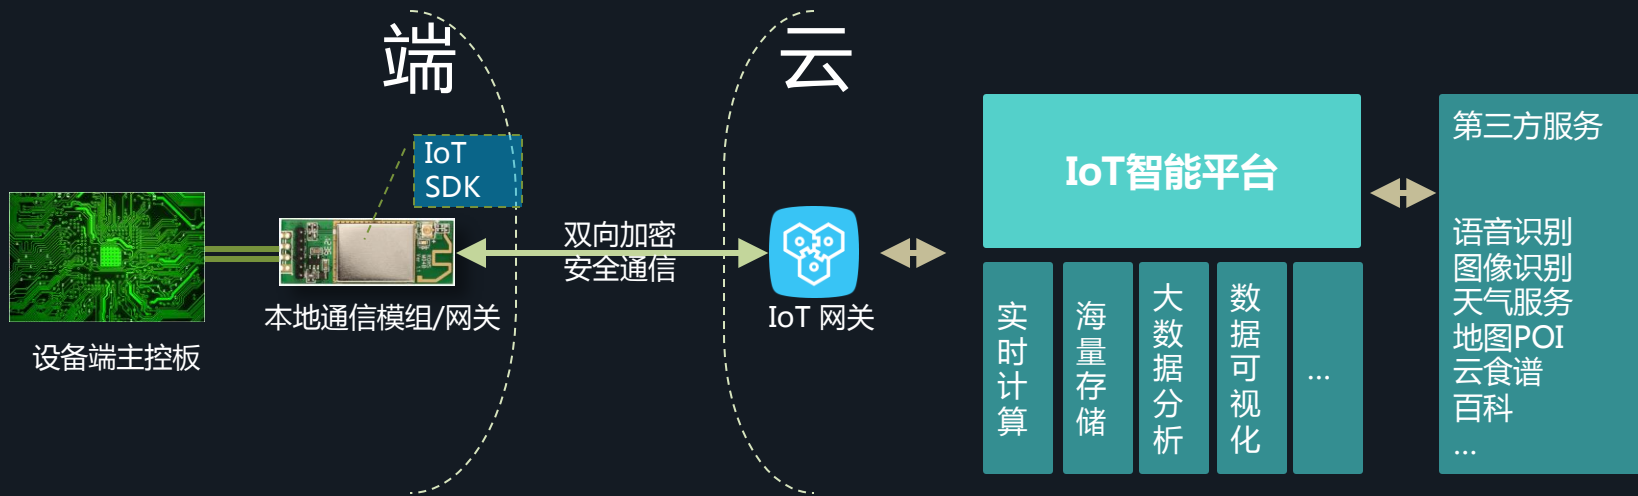 端
云
IoT
SDK
双向加密
安全通信
本地通信模组/网关
设备端主控板
IoT 网关
IoT智能平台
实时计算
海量存储
大数据分析
数据可视化
...
第三方服务
语音识别
图像识别
天气服务
地图POI
云食谱
百科
...